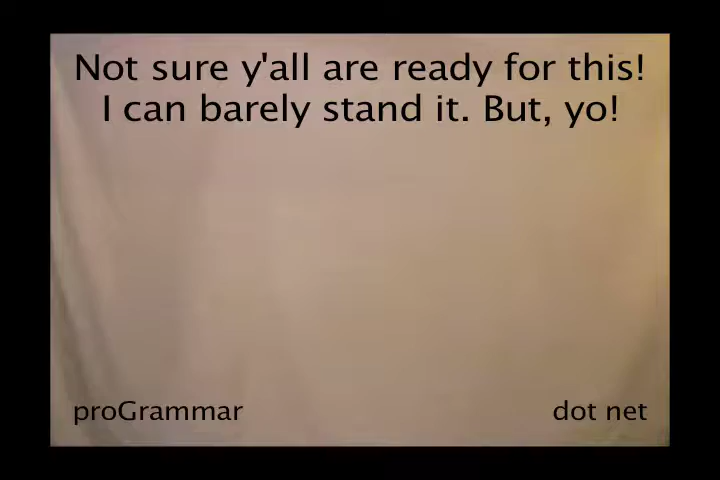 Not sure y'all are ready for this!
I can barely stand it. But, yo!
proGrammar
dot net